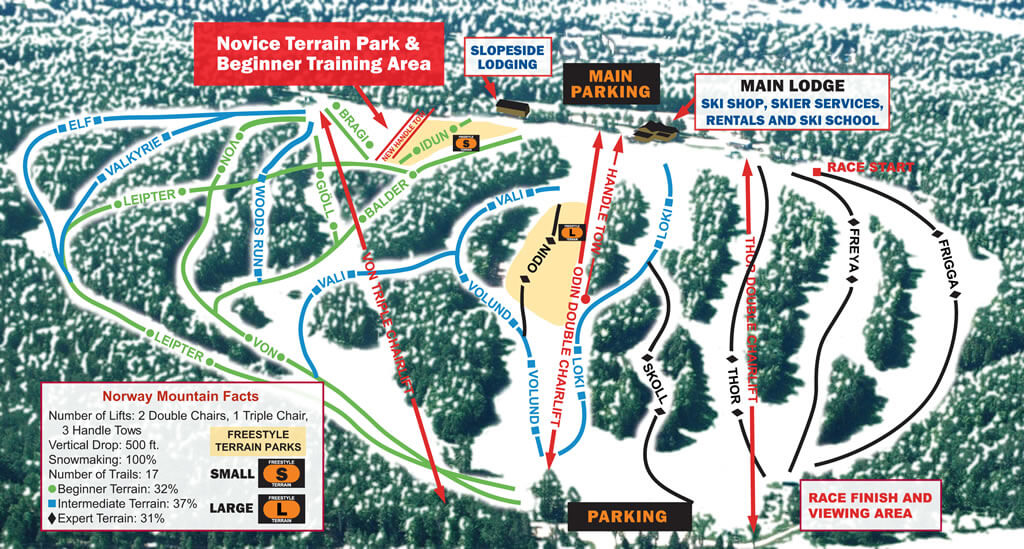 Novice Terrain Park &
Beginner Training Area
SLOPESIDE
LODGING
MAIN
PARKING
MAIN LODGE
SKI SHOP, SKIER SERVICES,
RENTALS AND SKI SCHOOL
ELF
VALKYRIE
VON
BRAGI
NEW HANDLE TOW
IDUN
FREESTYLE
S
TERRAIN
RACE START
LEIPTER
WOODS RUN
GIÖLL
BALDER
VALI
HANDLE TOW
LOKI
FREESTYLE
L
TERRAIN
ODIN
FREYA
FRIGGA
VALI
VON TRIPLE CHAIRLIFT
VOLUND
ODIN DOUBLE CHAIRLIFT
THOR DOUBLE CHAIRLIFT
LEIPTER
VON
VOLUND
LOKI
SKOLL
THOR
Norway Mountain Facts
Number of Lifts: 2 Double Chairs, 1 Triple Chair,
3 Handle Tows
Vertical Drop: 500 ft.
Snowmaking: 100%
Number of Trails: 17
Beginner Terrain: 32%
Intermediate Terrain: 37%
Expert Terrain: 31%
FREESTYLE
TERRAIN PARKS
SMALL
FREESTYLE
S
TERRAIN
LARGE
FREESTYLE
L
TERRAIN
PARKING
RACE FINISH AND
VIEWING AREA